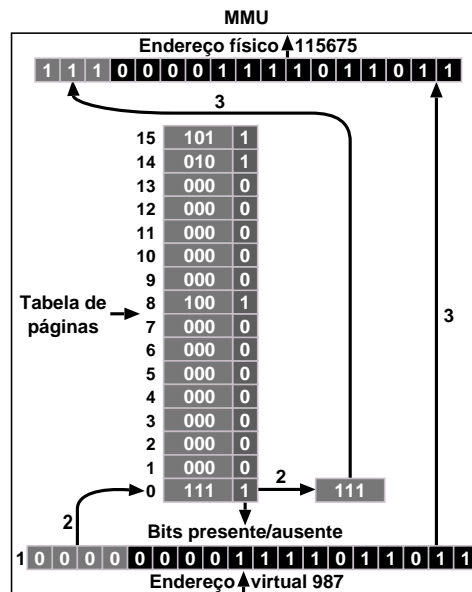 MMU
Endereço físico 115675
1 1 1 0 0 0 0 1 1 1 1 0 1 1 0 1 1
3
15 101 1
14 010 1
13 000 0
12 000 0
11 000 0
10 000 0
9 000 0
8 100 1
7 000 0
6 000 0
5 000 0
4 000 0
3 000 0
2 000 0
1 000 0
0 111 1
Tabela de
páginas
3
2
111
2
Bits presente/ausente
1 0 0 0 0 0 0 0 0 1 1 1 1 0 1 1 0 1 1
Endereço virtual 987